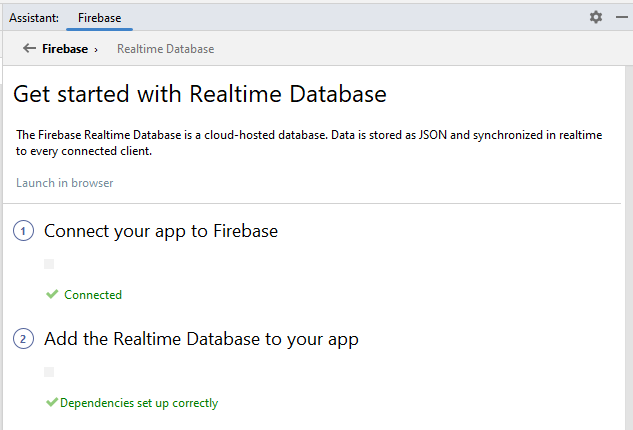 Assistant: Firebase
Firebase › Realtime Database
Get started with Realtime Database
The Firebase Realtime Database is a cloud-hosted database. Data is stored as JSON and synchronized in realtime
to every connected client.
Launch in browser
1 Connect your app to Firebase
Connected
2 Add the Realtime Database to your app
Dependencies set up correctly